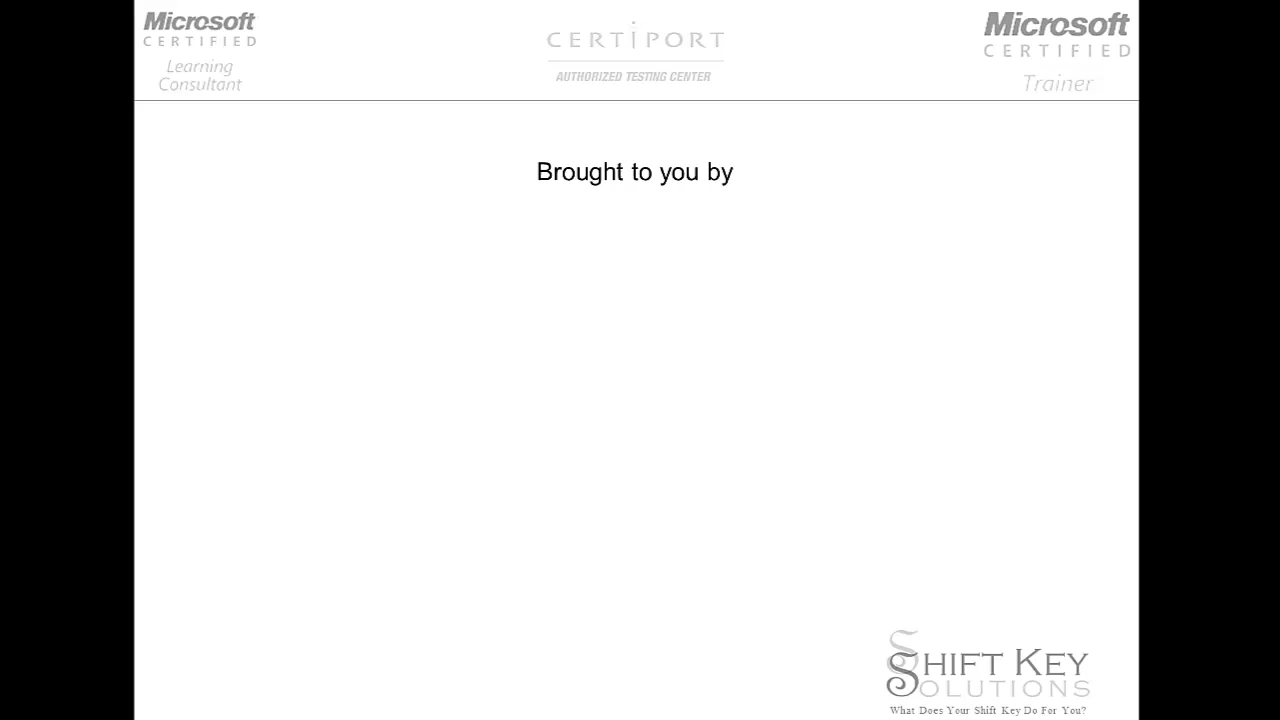 Microsoft
CERTIFIED
Learning
Consultant
CERTIPORT
AUTHORIZED TESTING CENTER
Microsoft
CERTIFIED
Trainer
Brought to you by
SHIFT KEY
SOLUTIONS
What Does Your Shift Key Do For You?